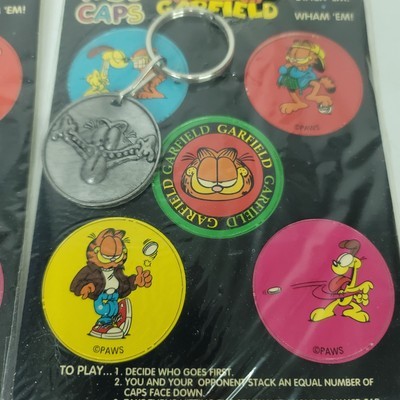 CAPS
GARFIELD
WHAM 'EM!
'EM!
GARFIELD GARFIELD GARFIELD GARFIELD
©PAWS
©PAWS
©PAWS
TO PLAY... 1. DECIDE WHO GOES FIRST.
2. YOU AND YOUR OPPONENT STACK AN EQUAL NUMBER OF
CAPS FACE DOWN.